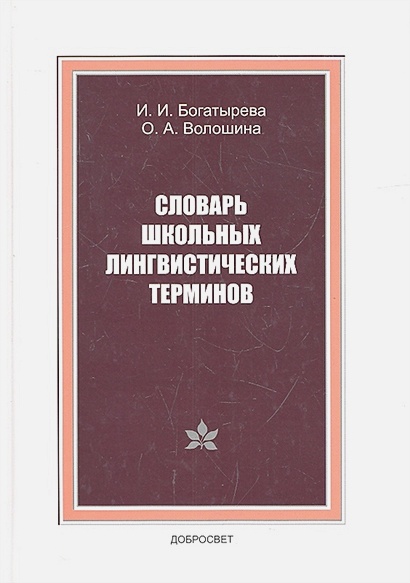 И. И. Богатырева
О. А. Волошина
СЛОВАРЬ
ШКОЛЬНЫХ
ЛИНГВИСТИЧЕСКИХ
ТЕРМИНОВ
ДОБРОСВЕТ